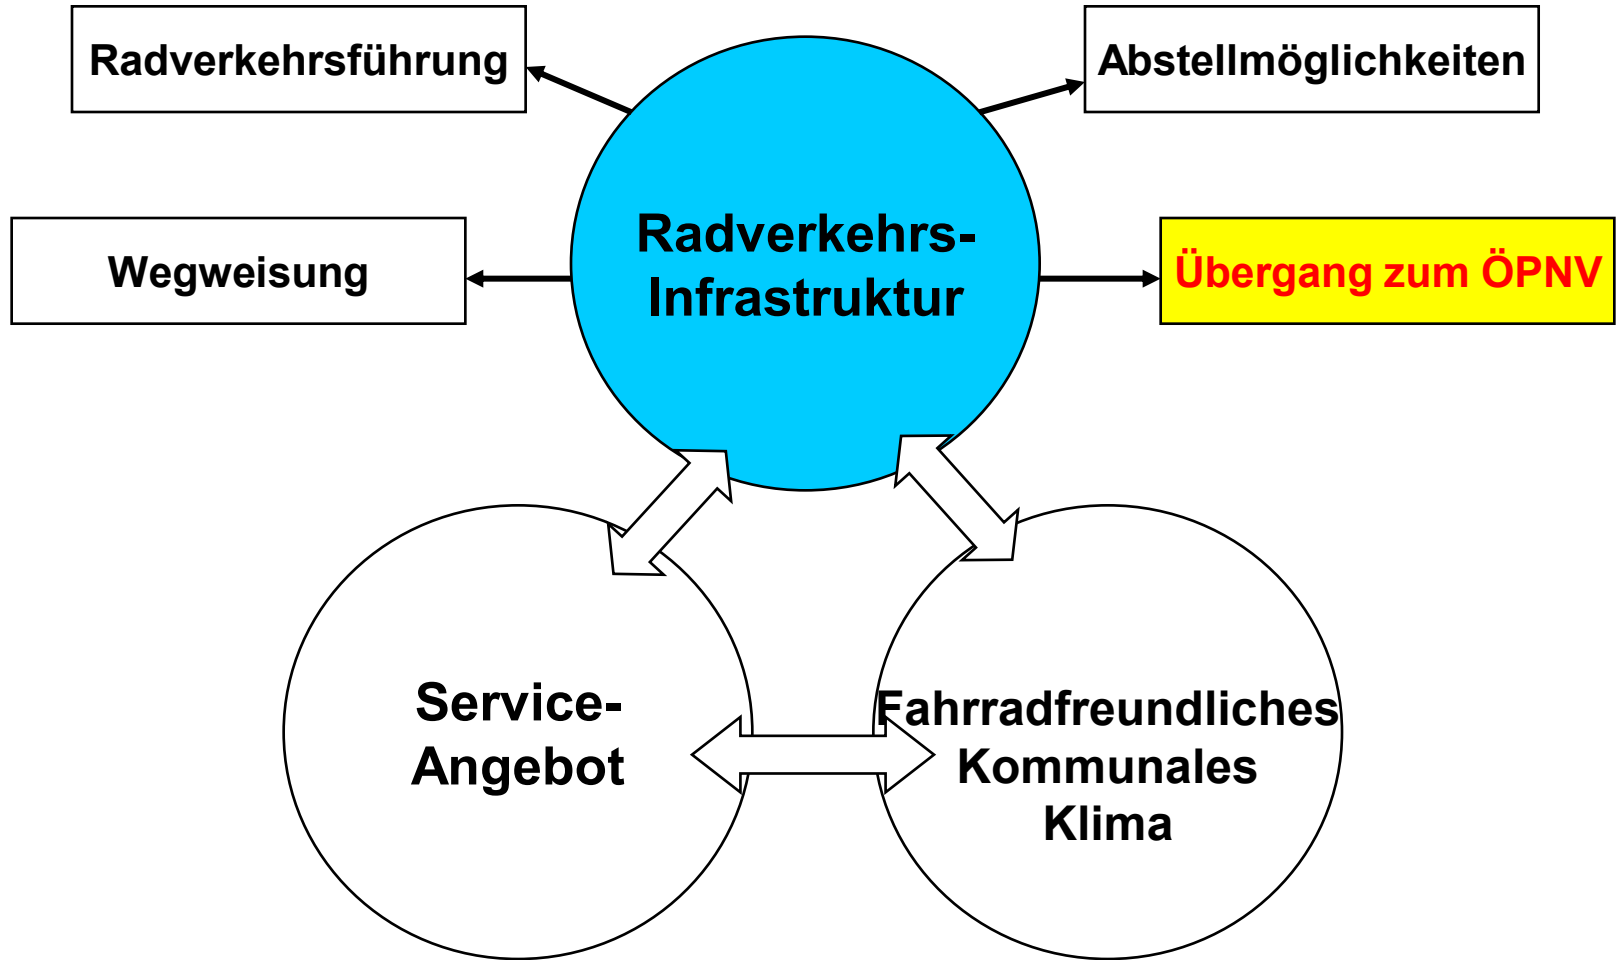 Radverkehrsführung
Abstellmöglichkeiten
Radverkehrs-
Infrastruktur
Wegweisung
Übergang zum ÖPNV
Service-
Angebot
Fahrradfreundliches
Kommunales
Klima